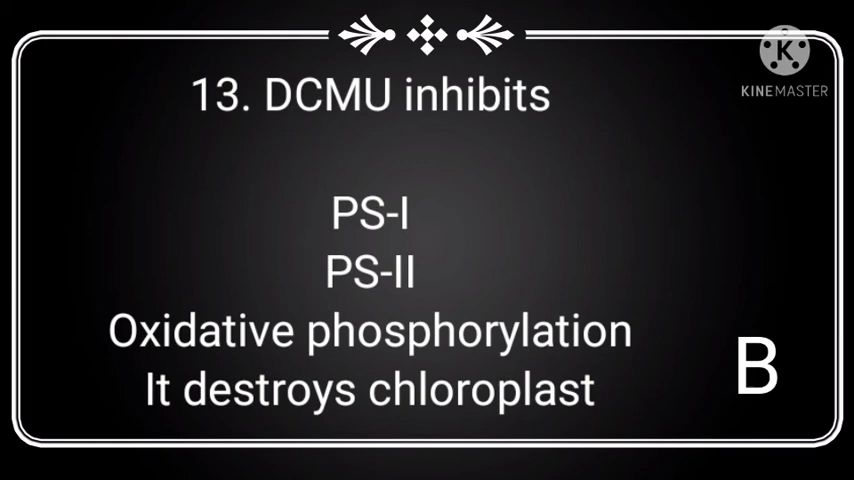 13. DCMU inhibits
PS-I
PS-II
Oxidative phosphorylation
It destroys chloroplast
B
K
KINEMASTER